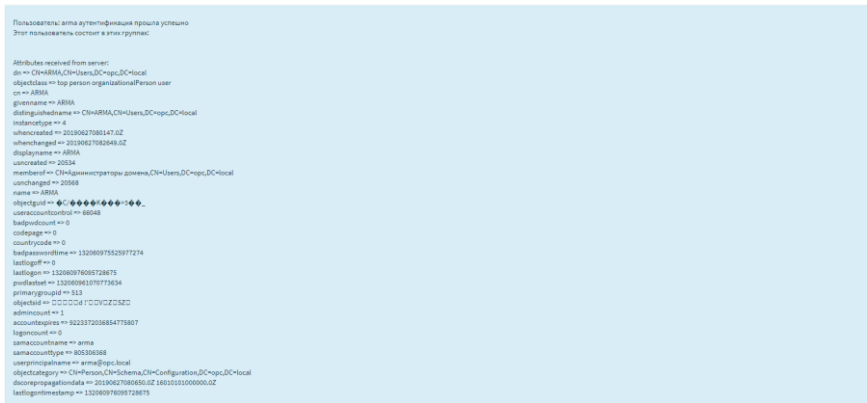 Пользователь: arma аутентификация прошла успешно
Этот пользователь состоит в этих группах:
Attributes received from server:
dn => CN=ARMA,CN=Users,DC=opc,DC=local
objectclass => top person organizationalPerson user
cn => ARMA
givenname => ARMA
distinguishedname => CN=ARMA,CN=Users,DC=opc,DC=local
instancetype => 4
whencreated => 20190627080147.0Z
whenchanged => 20190627082649.0Z
displayname => ARMA
usncreated => 20534
memberof => CN=Администраторы домена,CN=Users,DC=opc,DC=local
usnchanged => 20568
name => ARMA
objectguid =>
useraccountcontrol => 66048
badpwdcount => 0
codepage => 0
countrycode => 0
badpasswordtime => 132060975525977274
lastlogoff => 0
lastlogon => 132060976095728675
pwdlastset => 132060961070773634
primarygroupid => 513
objectsid =>
admincount => 1
accountexpires => 9223372036854775807
logoncount => 0
samaccountname => arma
samaccounttype => 805306368
userprincipalname => arma@opc.local
objectcategory => CN=Person,CN=Schema,CN=Configuration,DC=opc,DC=local
dscorepropagationdata => 20190627080650.0Z 16010101000000.0Z
lastlogontimestamp => 132060976095728675